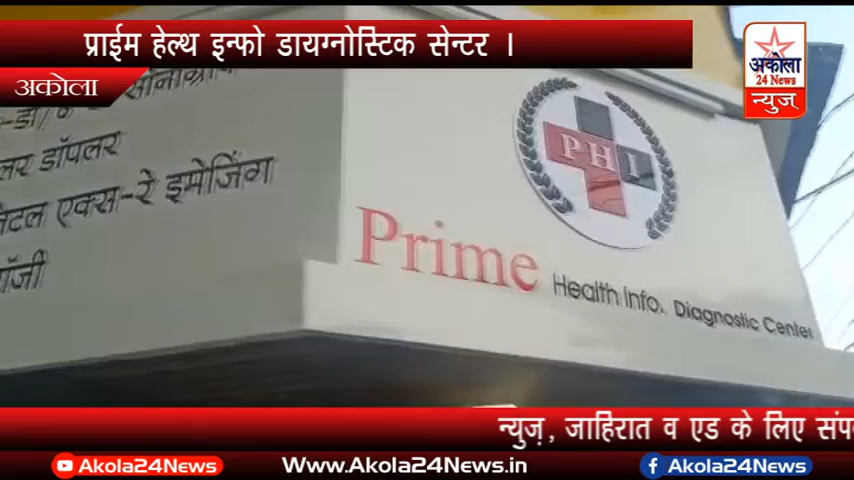 प्राईम हेल्थ इन्फो डायग्नोस्टिक सेन्टर ।
अकोला
अकोला
24 News
न्युज
डॉपलर
एक्स-रे इमेजिंग
PHI
Prime Health Info. Diagnostic Center
न्युज़, जाहिरात व एड के लिए
Akola24News
Www.Akola24News.in
Akola24News